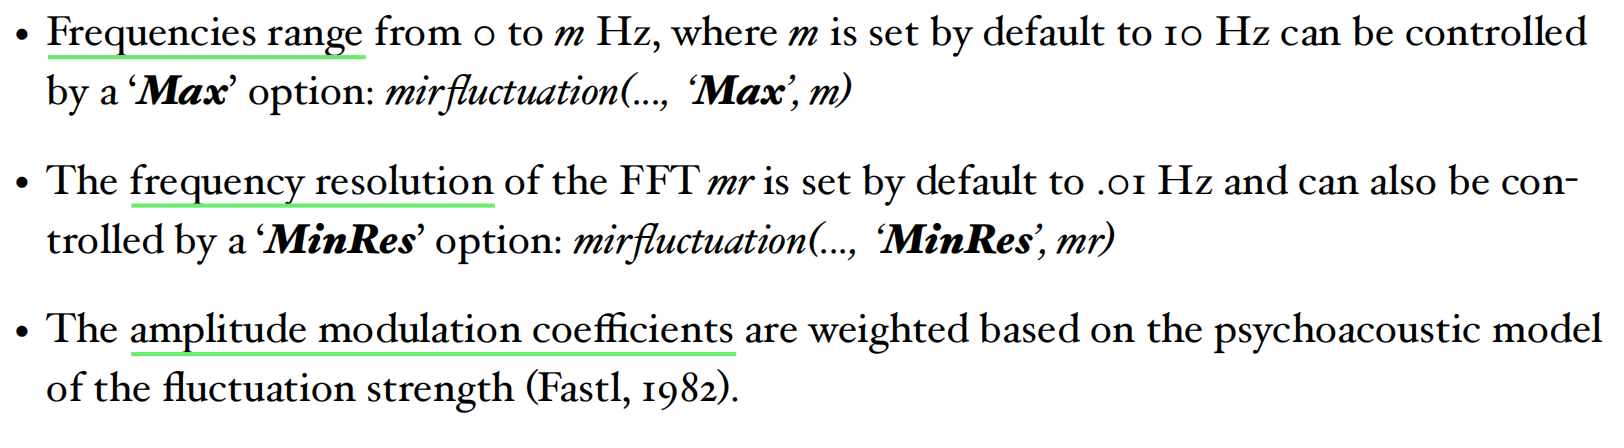 • Frequencies range from 0 to m Hz, where m is set by default to 10 Hz can be controlled
by a ‘Max’ option: mirfluctuation(..., ‘Max’, m)
• The frequency resolution of the FFT mr is set by default to .01 Hz and can also be con-
trolled by a ‘MinRes’ option: mirfluctuation(..., ‘MinRes’, mr)
• The amplitude modulation coefficients are weighted based on the psychoacoustic model
of the fluctuation strength (Fastl, 1982).